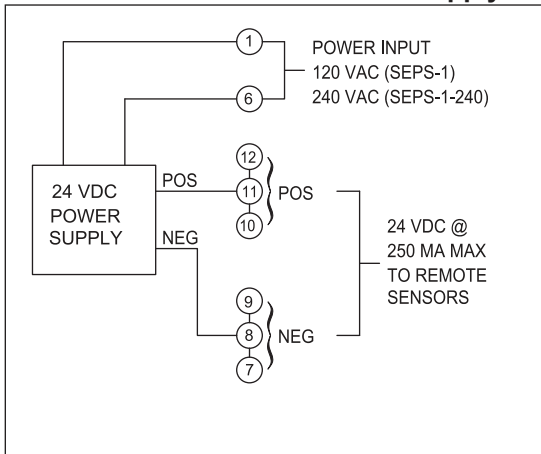 1
POWER INPUT
120 VAC (SEPS-1)
6
240 VAC (SEPS-1-240)
12
24 VDC
POWER
SUPPLY
POS
11
POS
10
NEG
24 VDC @
250 MA MAX
TO REMOTE
SENSORS
9
8
NEG
7